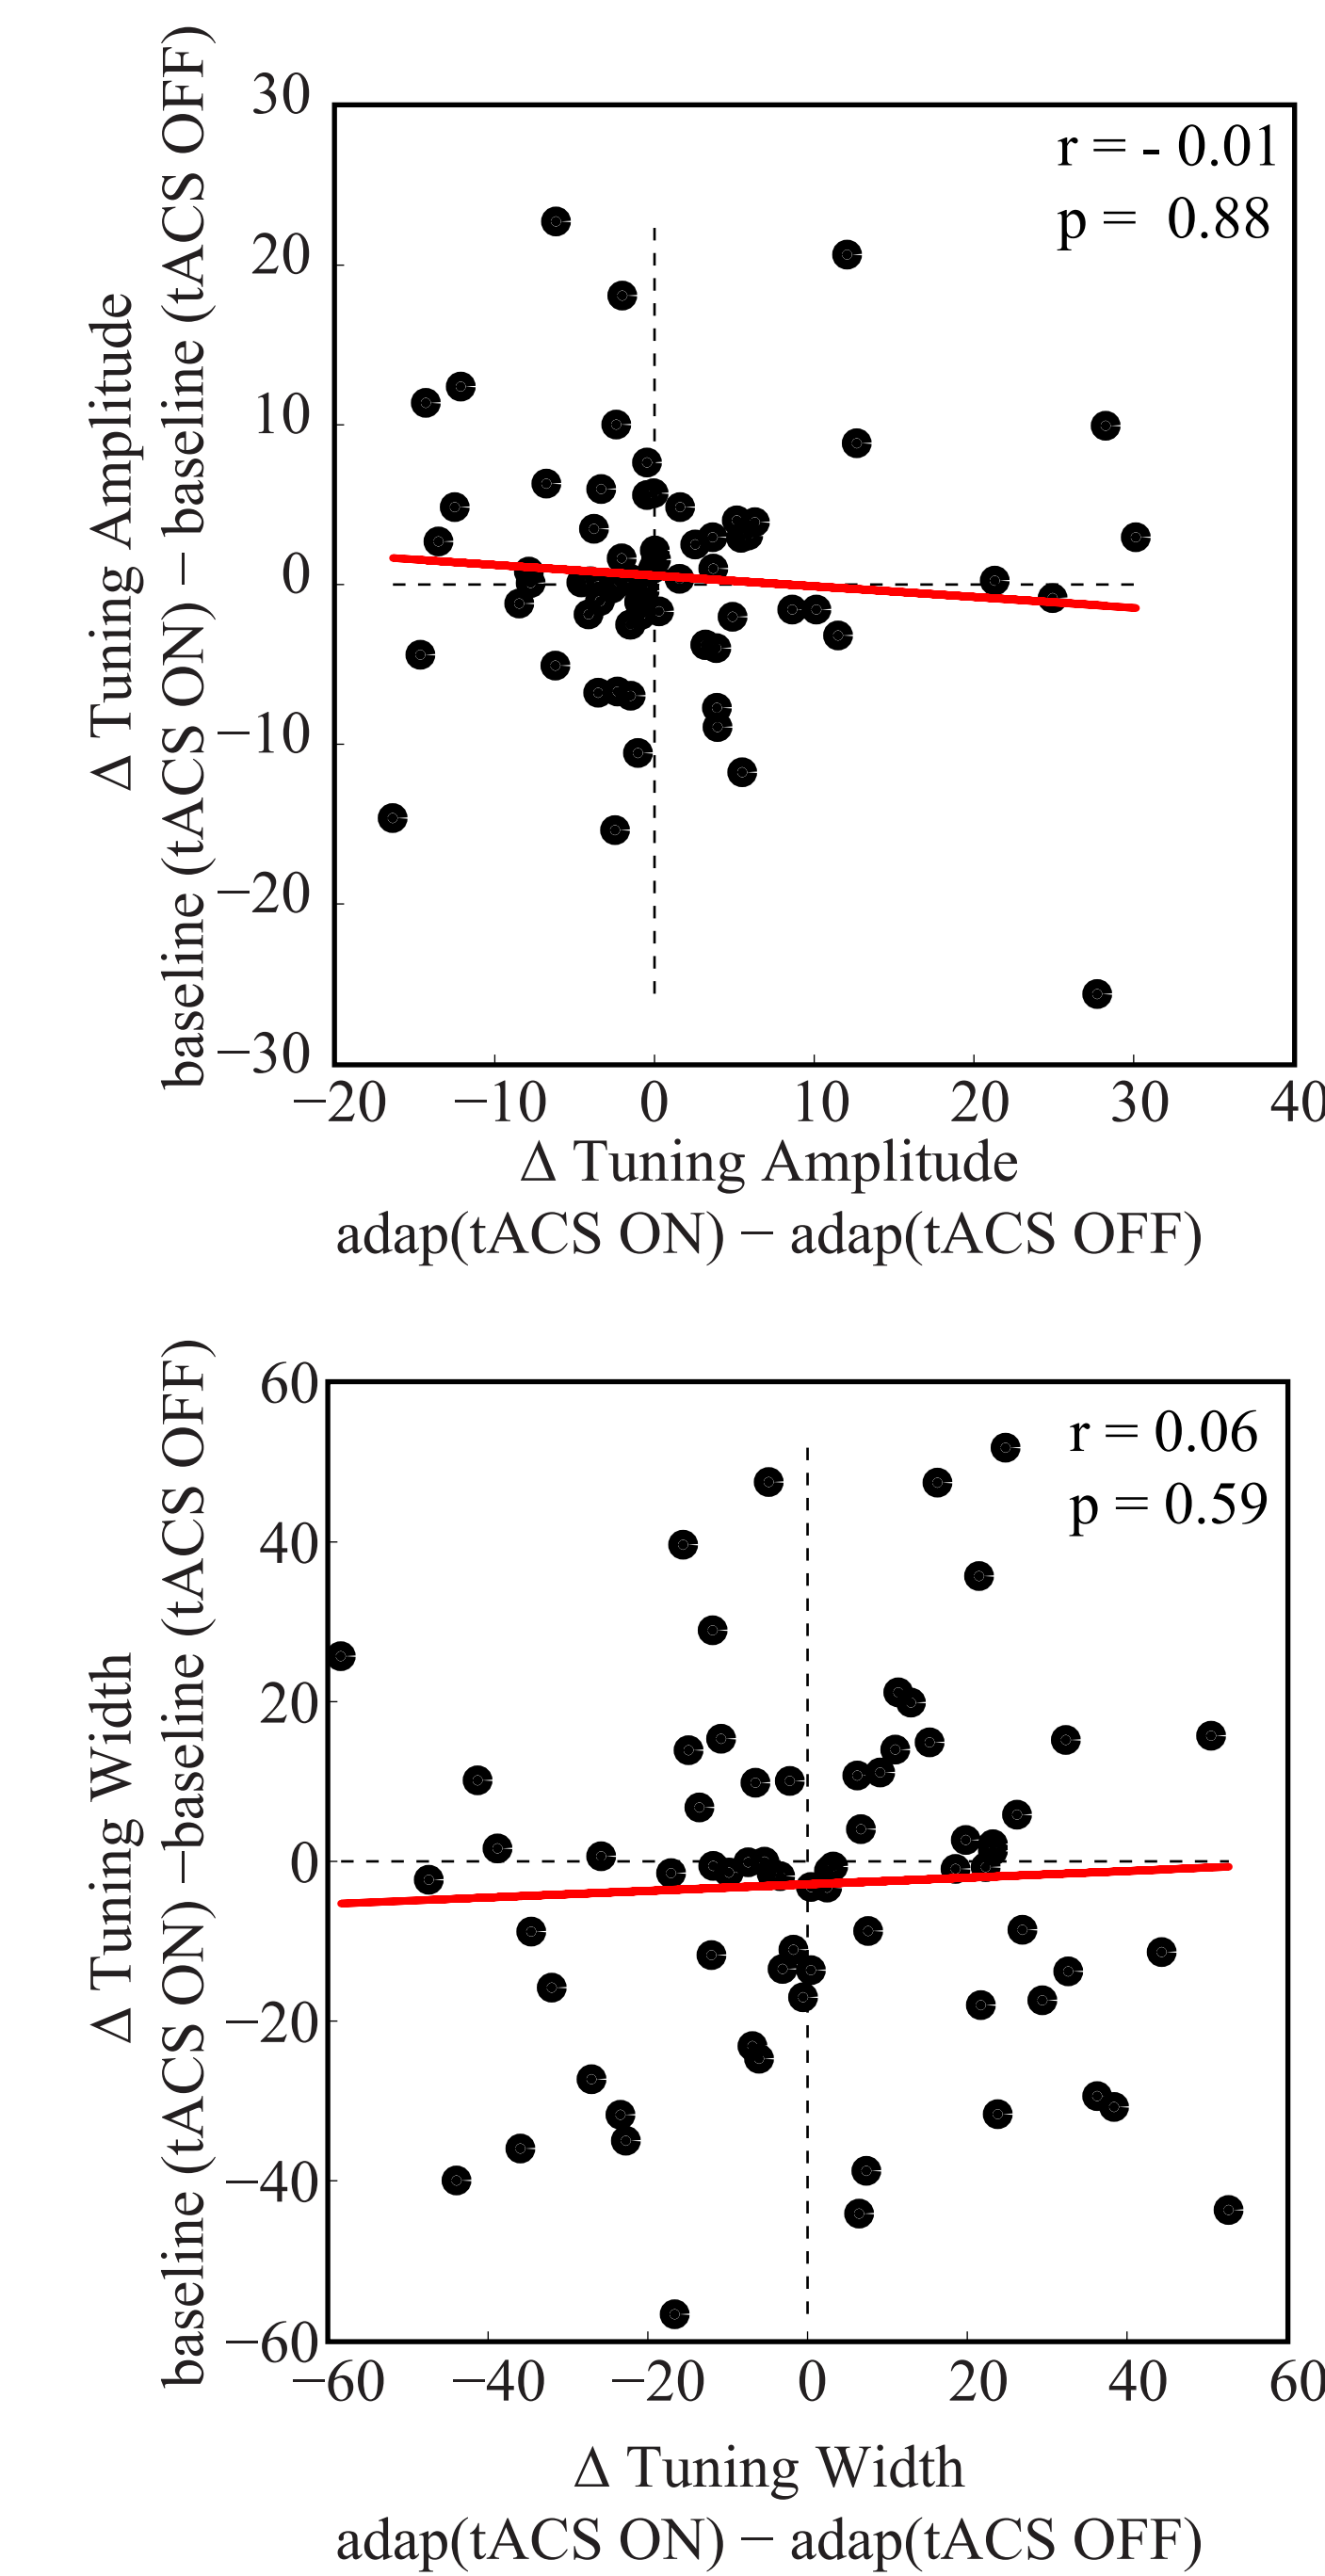 Δ Tuning Amplitude
baseline (tACS ON) − baseline (tACS OFF)
30
20
10
0
−10
−20
−30
r = - 0.01
p = 0.88
−20 −10 0 10 20 30 40
Δ Tuning Amplitude
adap(tACS ON) − adap(tACS OFF)
Δ Tuning Width
baseline (tACS ON) −baseline (tACS OFF)
60
40
20
0
−20
−40
−60
r = 0.06
p = 0.59
−60 −40 −20 0 20 40 60
Δ Tuning Width
adap(tACS ON) − adap(tACS OFF)